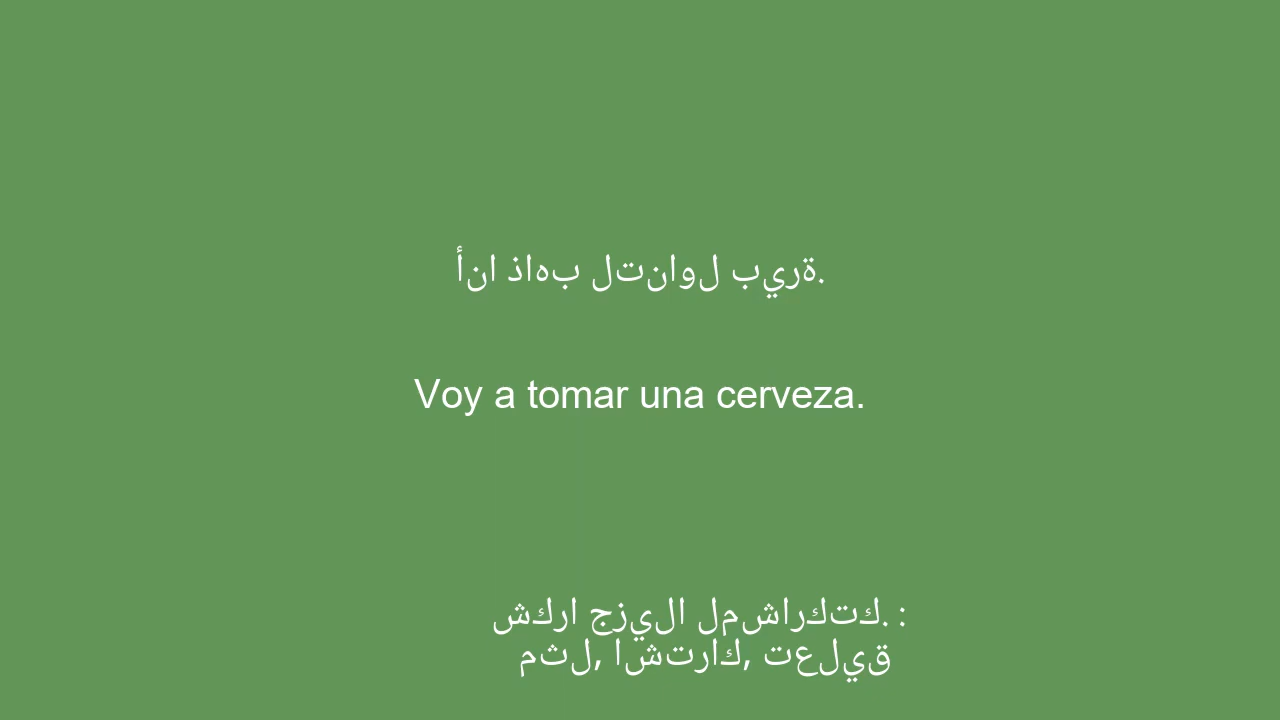 أنا ذاهب لتناول بيرة.
Voy a tomar una cerveza.
شكرا جزيلا لمشاركتك. :
مثل, اشتراك, تعليق